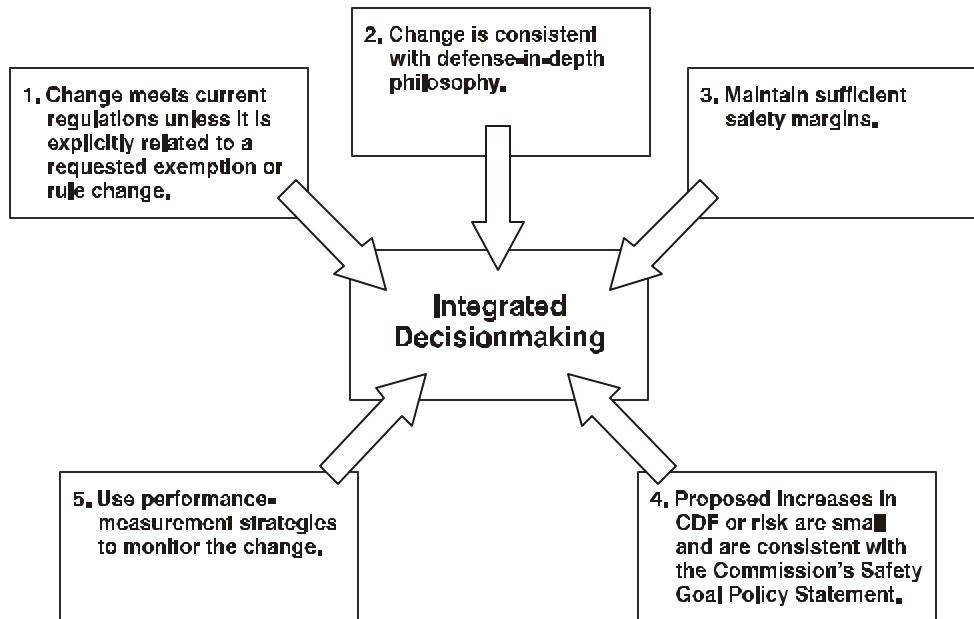 1. Change meets current
regulations unless it is
explicitly related to a
requested exemption or
rule change.
2. Change is consistent
with defense-in-depth
philosophy.
3. Maintain sufficient
safety margins.
Integrated
Decisionmaking
4. Proposed increases in
CDF or risk are small
and are consistent with
the Commission's Safety
Goal Policy Statement.
5. Use performance-
measurement strategies
to monitor the change.